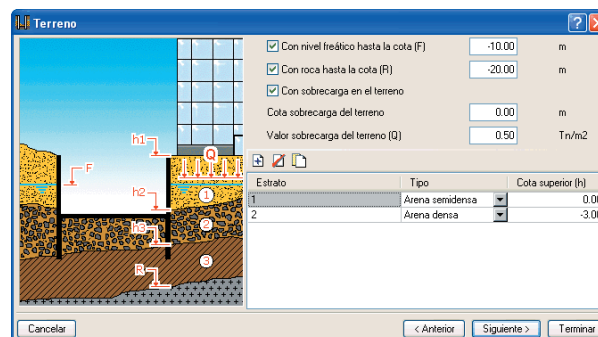 Terreno
Con nivel freático hasta la cota (F) -10.00 m
Con roca hasta la cota (R) -20.00 m
Con sobrecarga en el terreno
Cota sobrecarga del terreno 0.00 m
Valor sobrecarga del terreno (Q) 0.50 Tn/m2
h1
Q
F
1
h2
2
h3
3
R
Estrato Tipo Cota superior (h)
1 Arena semidensa 0.00
2 Arena densa -3.00
Cancelar < Anterior Siguiente > Terminar